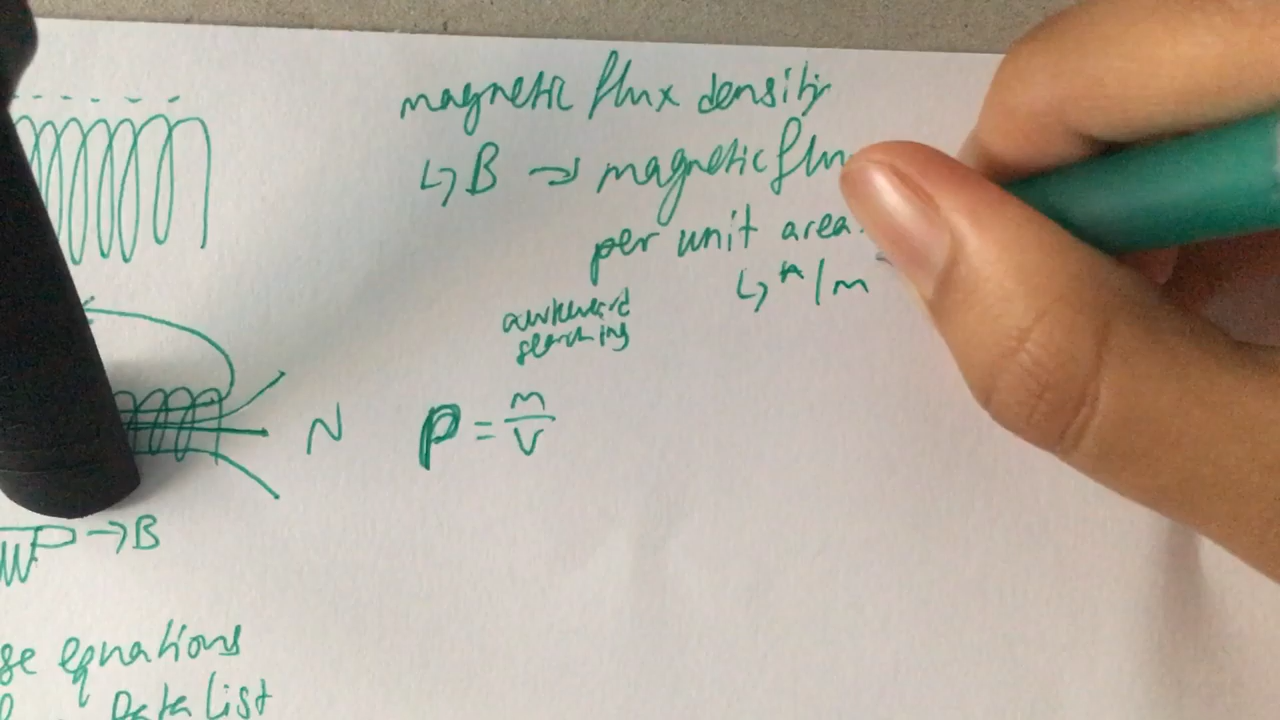 magnetic flux density
↳ B → magnetic flux
per unit area.
↳ /m
awkward
searching
N
P = m/V
→B
se equations
Data List